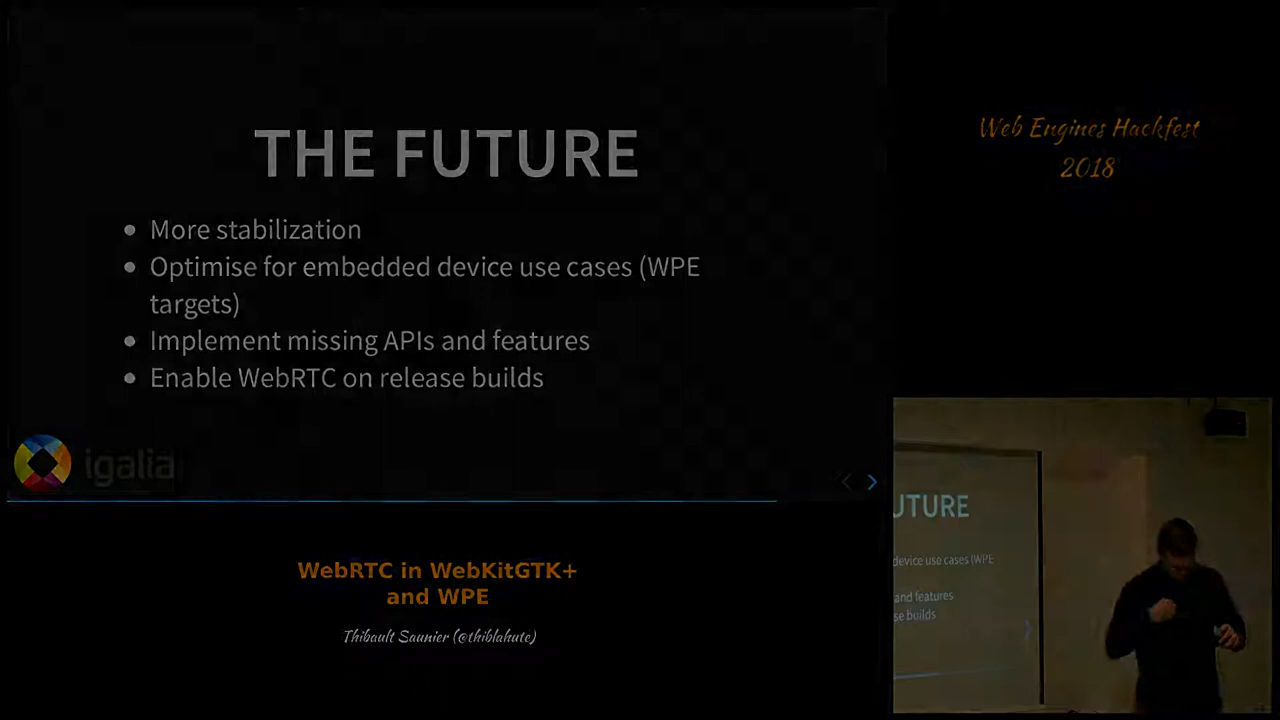 THE FUTURE
More stabilization
Optimise for embedded device use cases (WPE
targets)
Implement missing APIs and features
Enable WebRTC on release builds
igalia
Web Engines Hackfest
2018
UTURE
device use cases (WPE
and features
se builds
WebRTC in WebKitGTK+
and WPE
Thibault Saunier (@thiblahute)